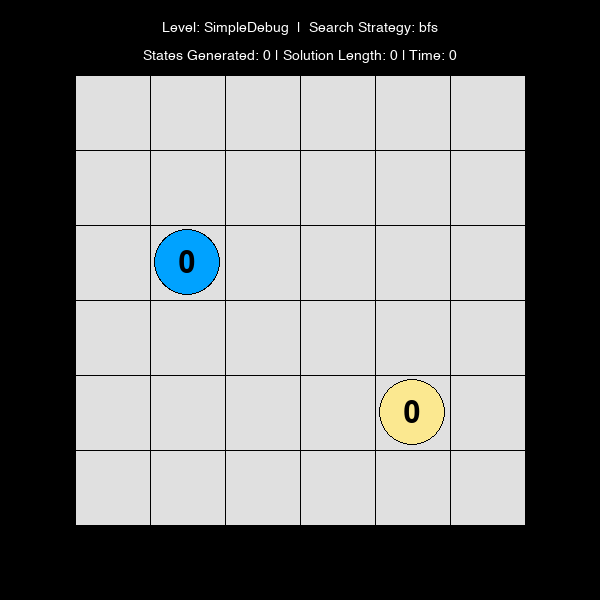 Level: SimpleDebug | Search Strategy: bfs
States Generated: 0 | Solution Length: 0 | Time: 0
0
0